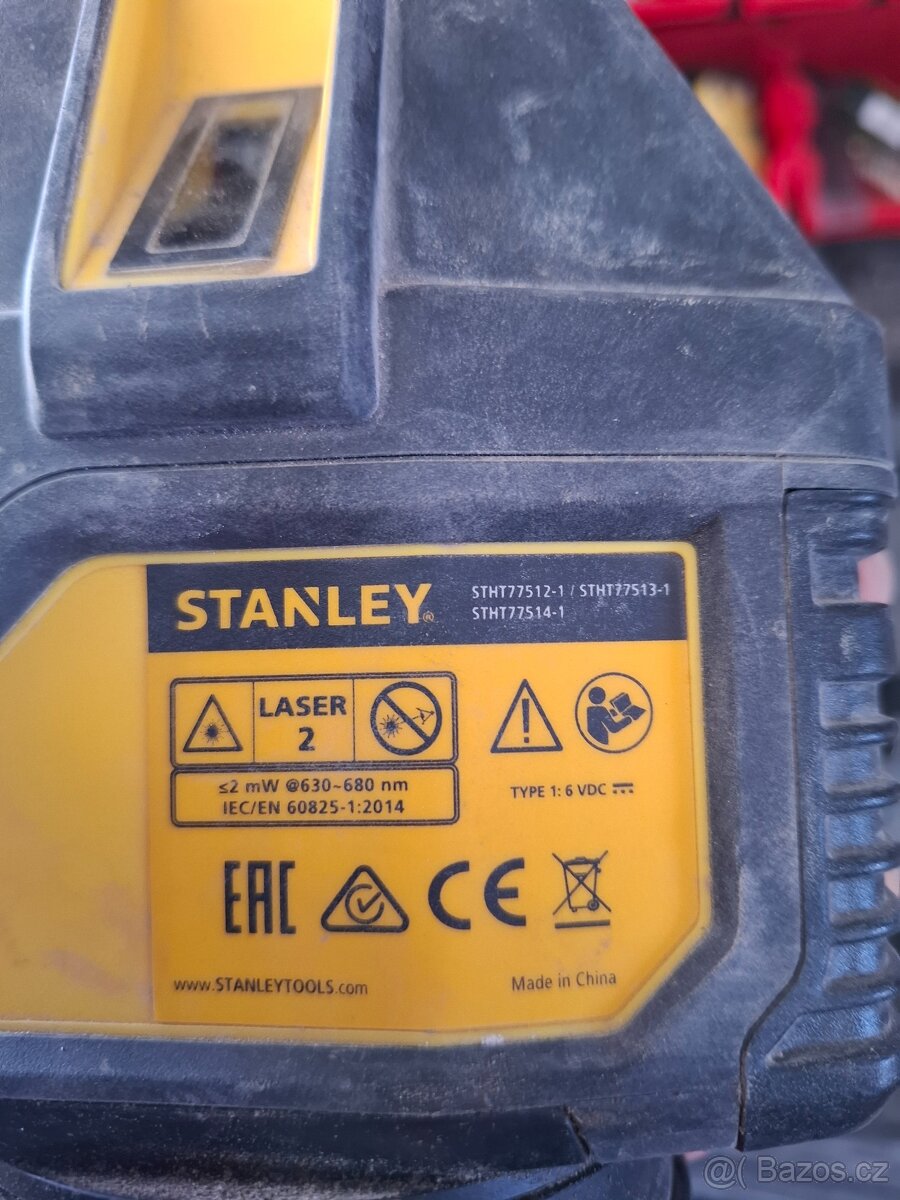 STANLEY®
STHT77512-1 / STHT77513-1
STHT77514-1
LASER
2
≤2 mW @630~680 nm
IEC/EN 60825-1:2014
TYPE 1: 6 VDC
EAC
CE
www.STANLEYTOOLS.com
Made in China
@ Bazos.cz